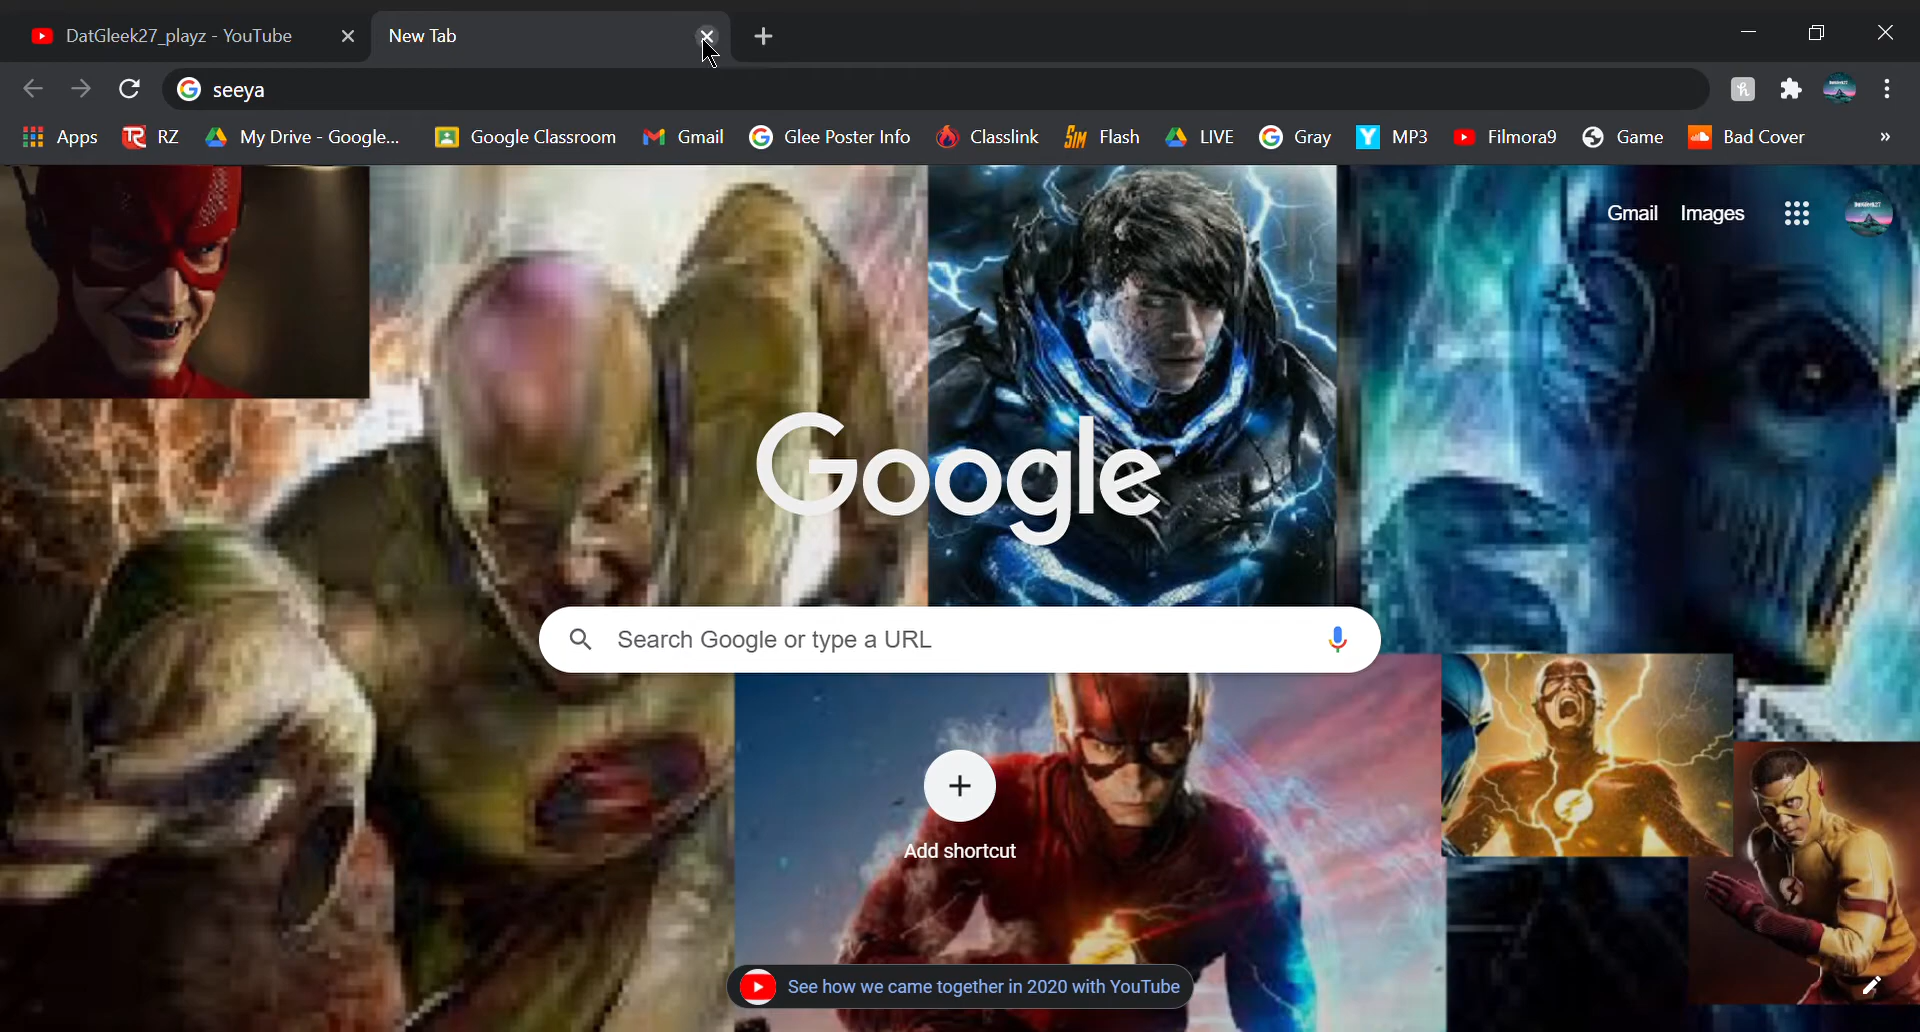 DatGleek27_playz - YouTube
New Tab
seeya
Apps RZ My Drive - Google... Google Classroom Gmail Glee Poster Info Classlink SIM Flash LIVE Gray Y MP3 Filmora9 Game Bad Cover »
Gmail Images
Google
Search Google or type a URL
Add shortcut
See how we came together in 2020 with YouTube